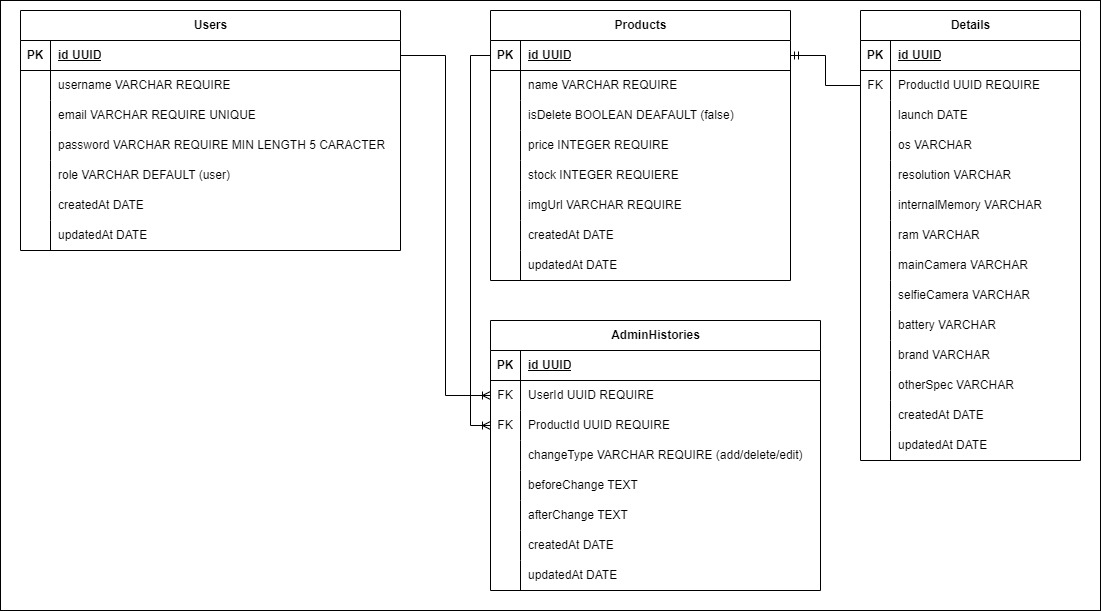 Users
PK id UUID
username VARCHAR REQUIRE
email VARCHAR REQUIRE UNIQUE
password VARCHAR REQUIRE MIN LENGTH 5 CARACTER
role VARCHAR DEFAULT (user)
createdAt DATE
updatedAt DATE
Products
PK id UUID
name VARCHAR REQUIRE
isDelete BOOLEAN DEAFAULT (false)
price INTEGER REQUIRE
stock INTEGER REQUIERE
imgUrl VARCHAR REQUIRE
createdAt DATE
updatedAt DATE
Details
PK id UUID
FK ProductId UUID REQUIRE
launch DATE
os VARCHAR
resolution VARCHAR
internalMemory VARCHAR
ram VARCHAR
mainCamera VARCHAR
selfieCamera VARCHAR
battery VARCHAR
brand VARCHAR
otherSpec VARCHAR
createdAt DATE
updatedAt DATE
AdminHistories
PK id UUID
FK UserId UUID REQUIRE
FK ProductId UUID REQUIRE
changeType VARCHAR REQUIRE (add/delete/edit)
beforeChange TEXT
afterChange TEXT
createdAt DATE
updatedAt DATE